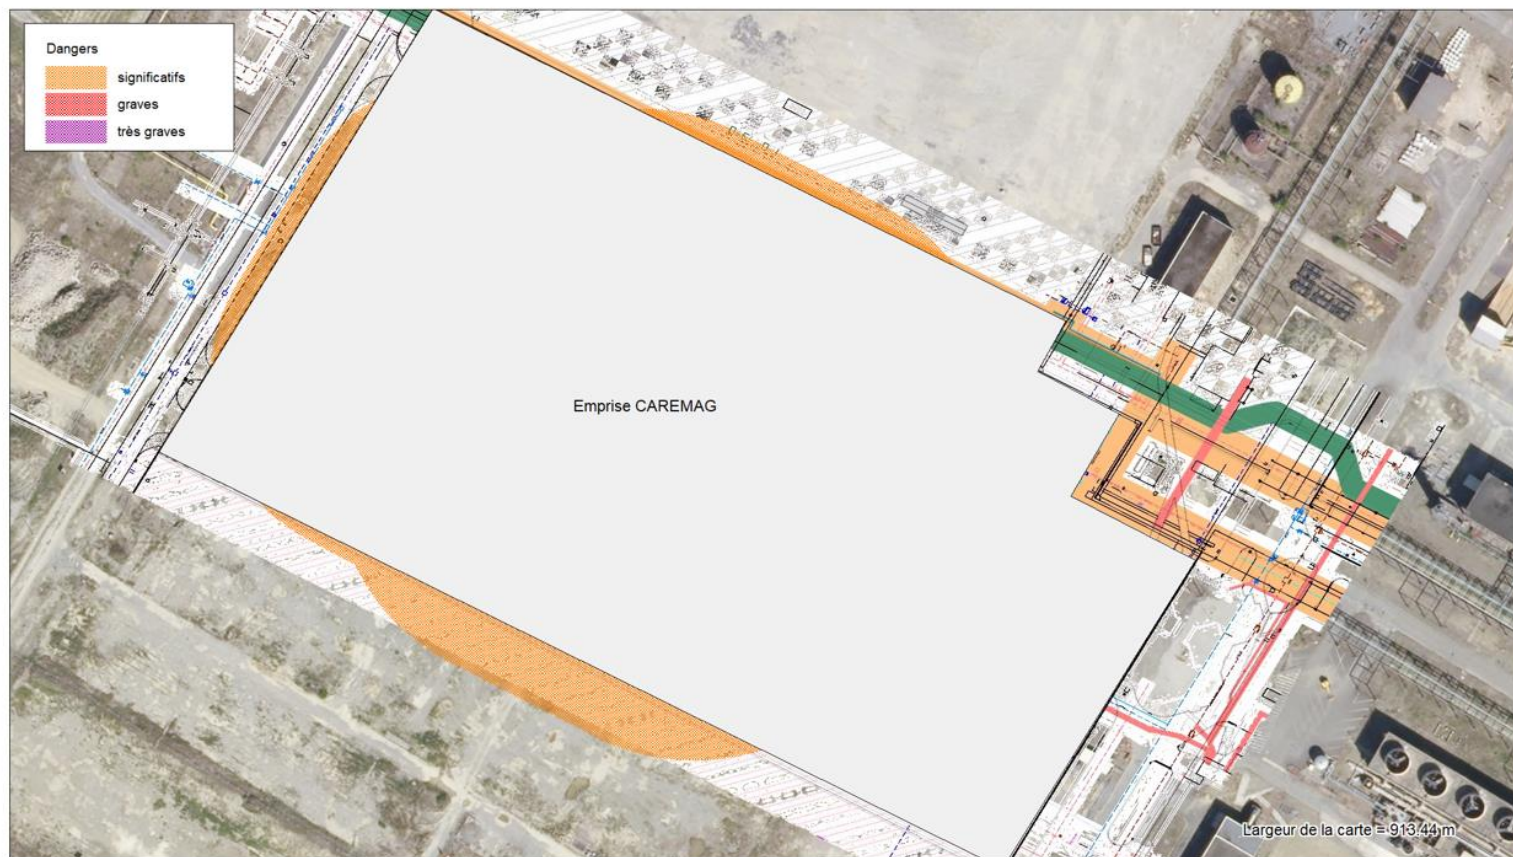 Dangers
significatifs
graves
très graves
Emprise CAREMAG
Largeur de la carte = 913.44 m